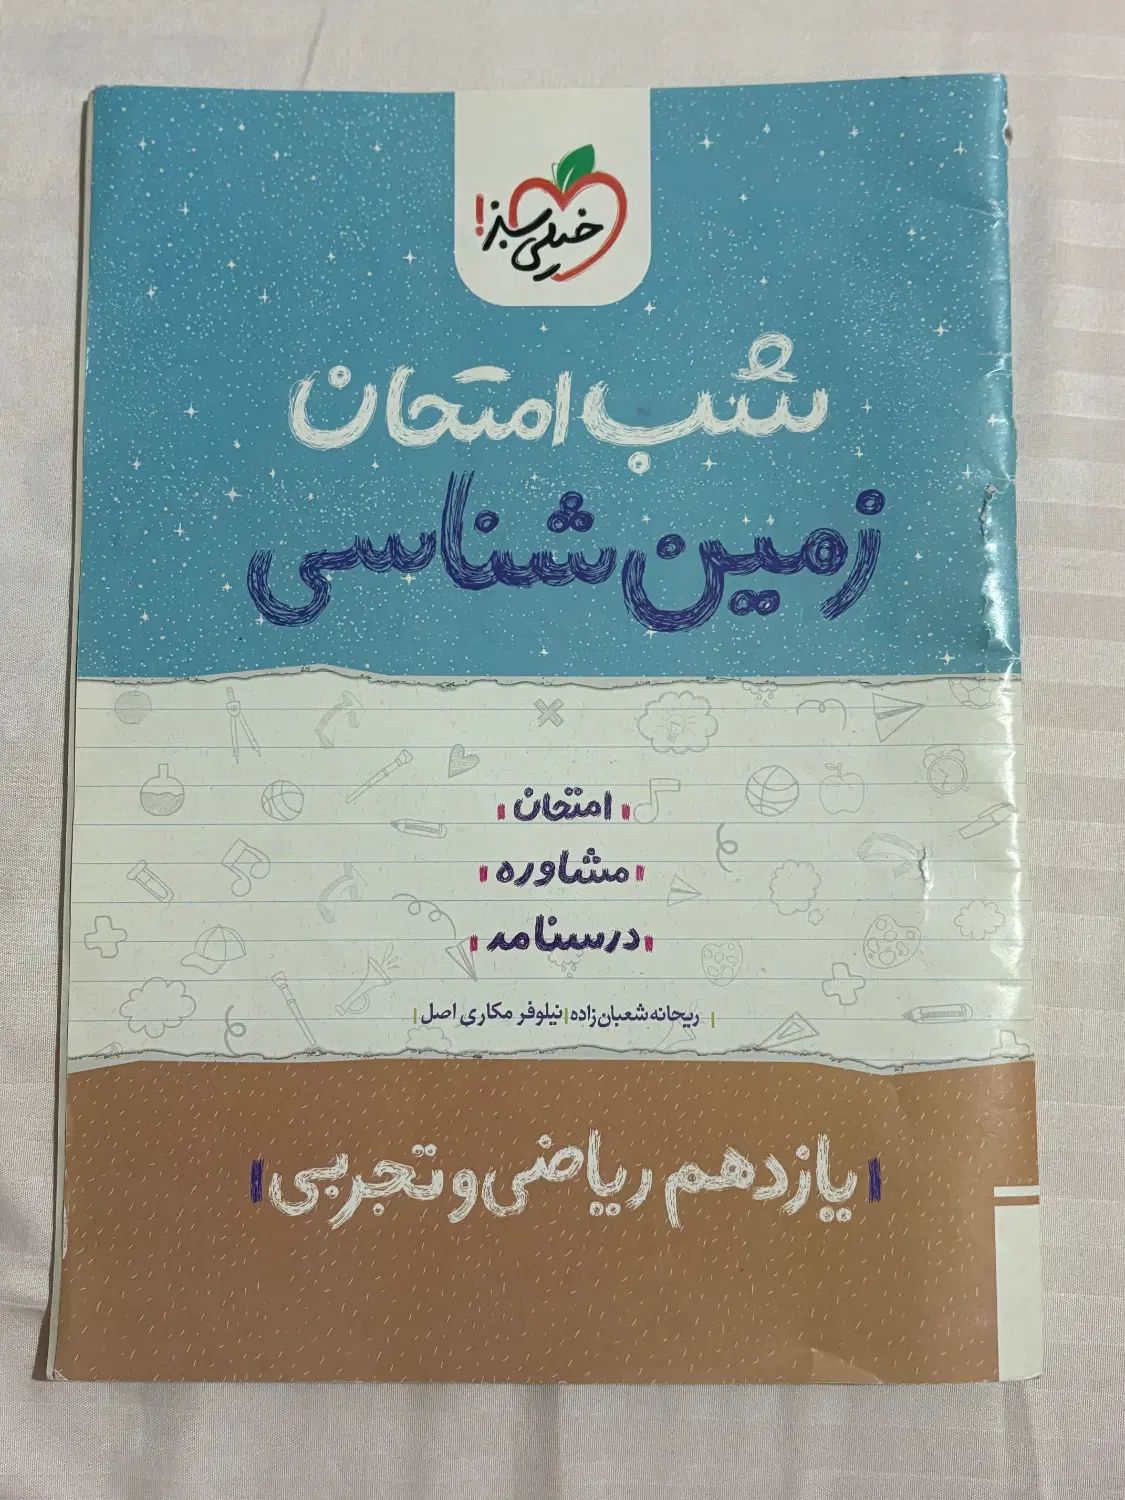 خیلی سبز!
شب امتحان
زمین شناسی
امتحان
مشاوره
درسنامه
ریحانه شعبان‌زاده | نیلوفر مکاری اصل
یازدهم ریاضی و تجربی